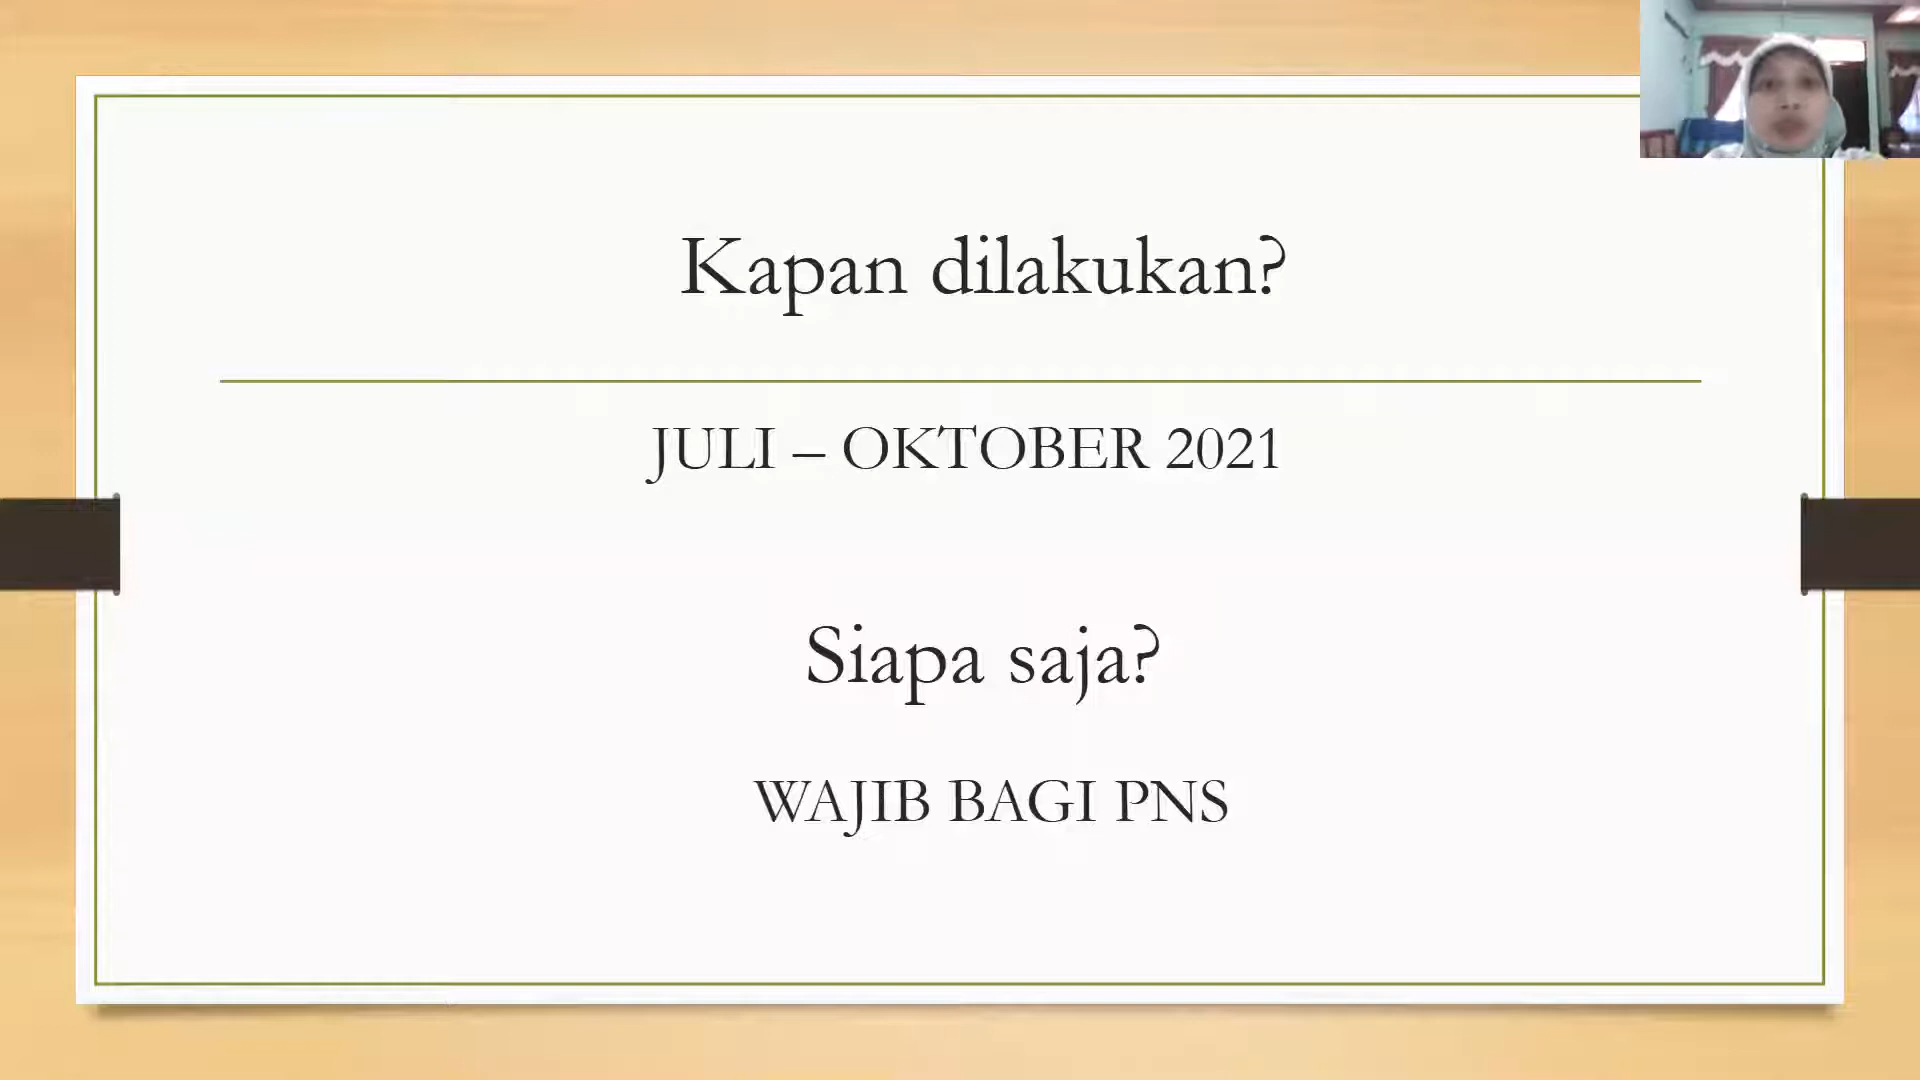 Kapan dilakukan?
JULI – OKTOBER 2021
Siapa saja?
WAJIB BAGI PNS